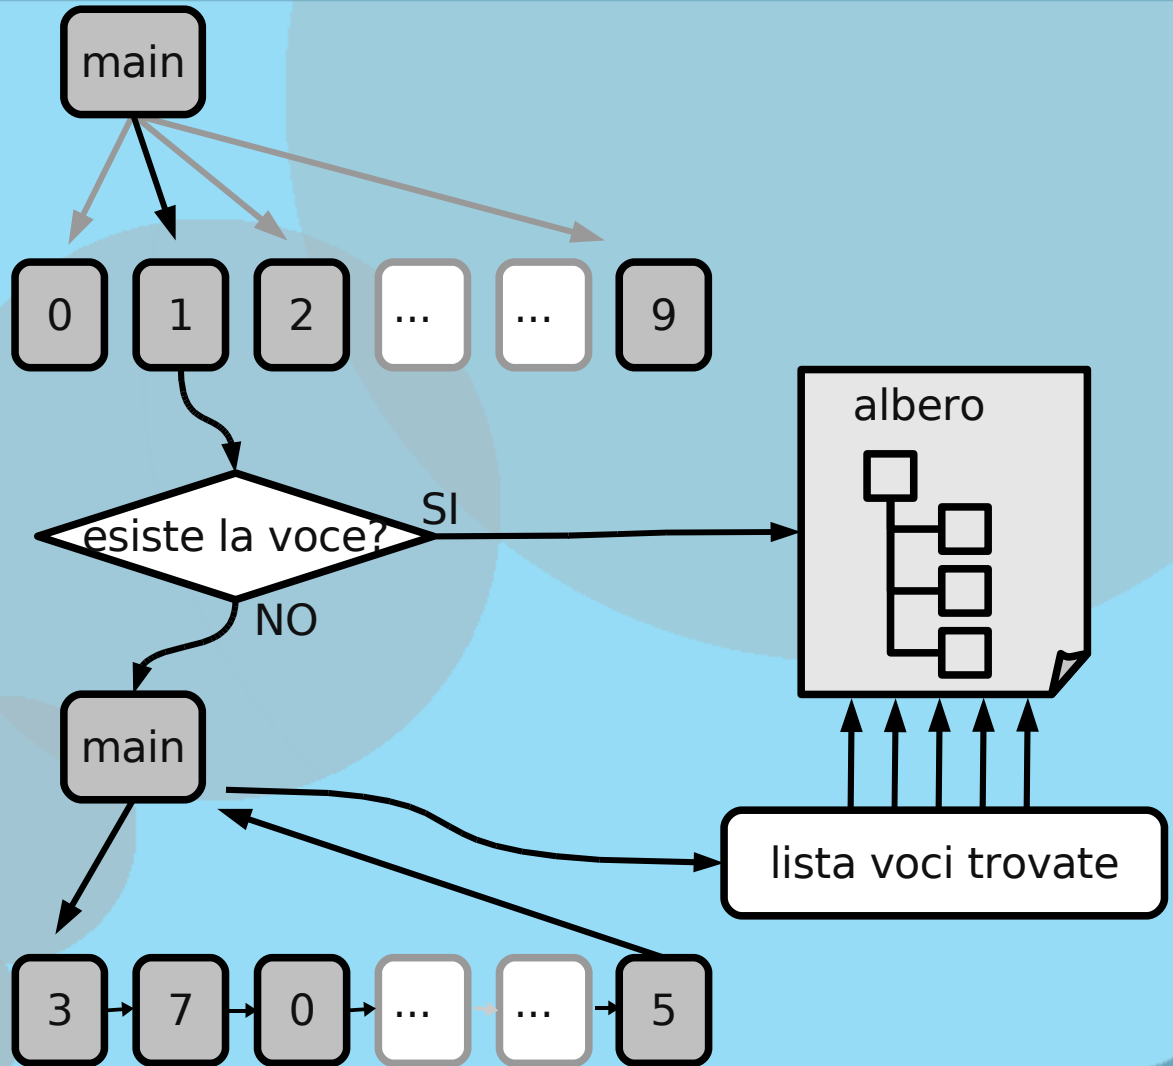 main
0 1 2 ... ... 9
albero
esiste la voce?
SI
NO
main
lista voci trovate
3 7 0 ... ... 5